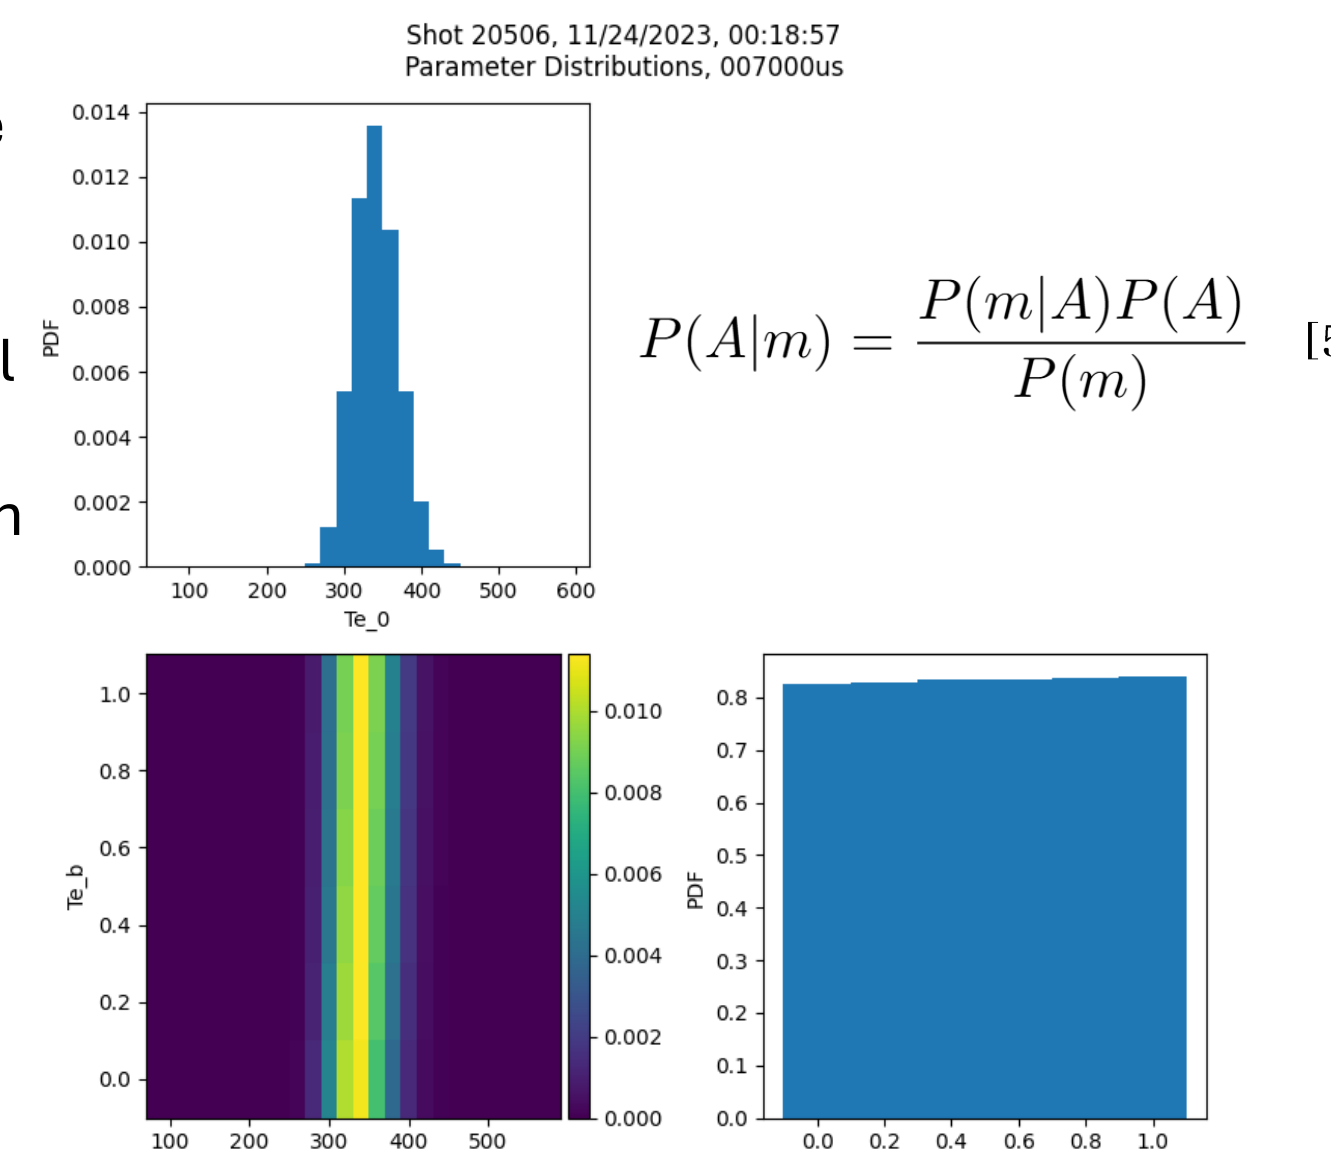 Shot 20506, 11/24/2023, 00:18:57
Parameter Distributions, 007000us
e
l
n
0.014
0.012
0.010
0.008
0.006
0.004
0.002
0.000
PDF
100 200 300 400 500 600
Te_0
P(A|m) = P(m|A)P(A) / P(m)
[5
1.0
0.8
0.6
0.4
0.2
0.0
Te_b
100 200 300 400 500
0.010
0.008
0.006
0.004
0.002
0.000
0.8
0.7
0.6
0.5
0.4
0.3
0.2
0.1
0.0
PDF
0.0 0.2 0.4 0.6 0.8 1.0